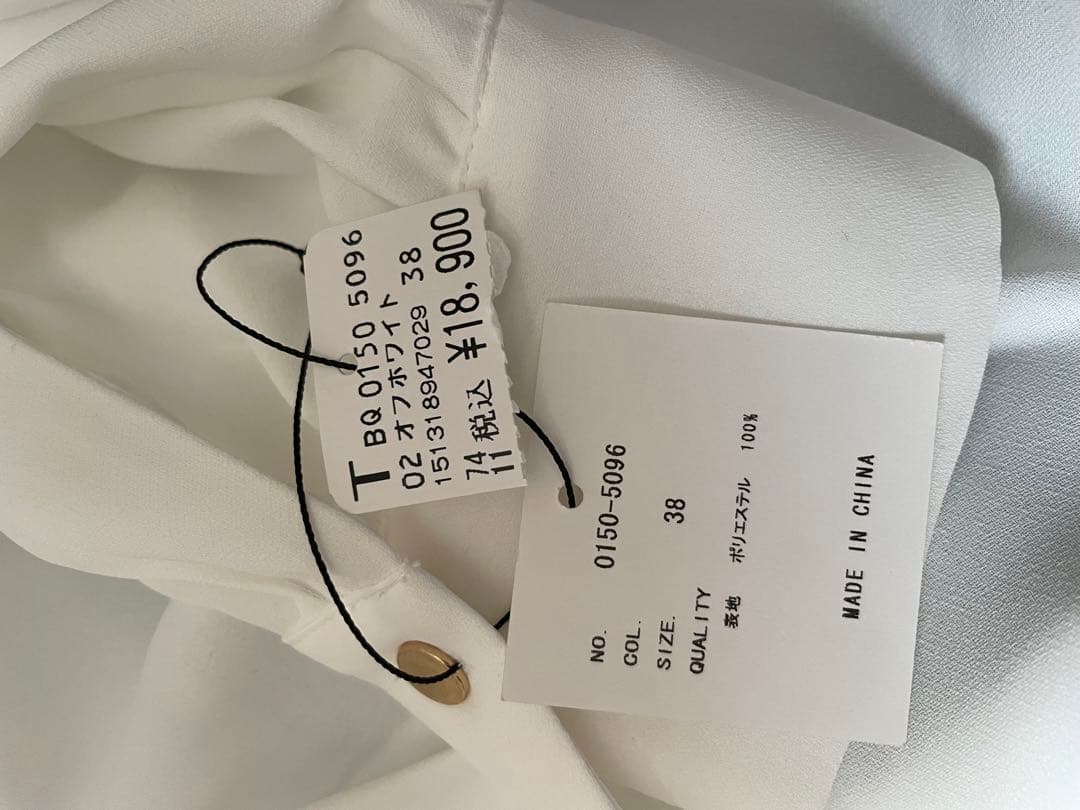 T BQ 0150 5096
02 オフホワイト
151318947029 38
74
11 税込 ¥18,900
NO. 0150-5096
COL.
SIZE. 38
QUALITY
表地 ポリエステル 100%
MADE IN CHINA